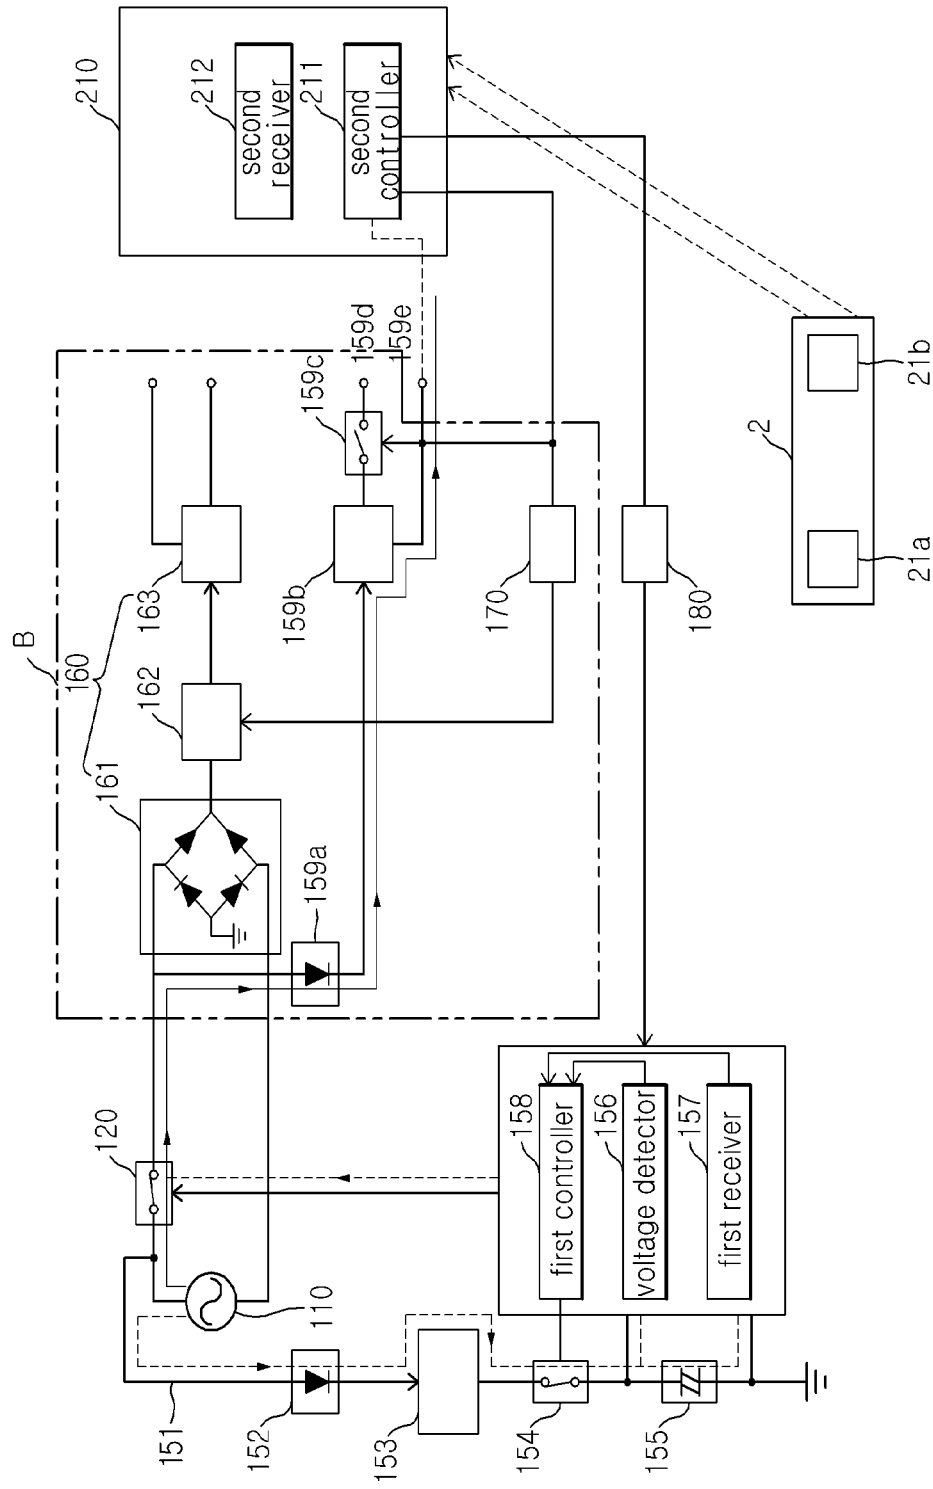 210
212
second
receiver
211
second
controller
B
160
163
162
161
159a
159b
159c
159d
159e
170
180
2
21a
21b
120
110
151
152
153
154
155
158
first controller
156
voltage detector
157
first receiver